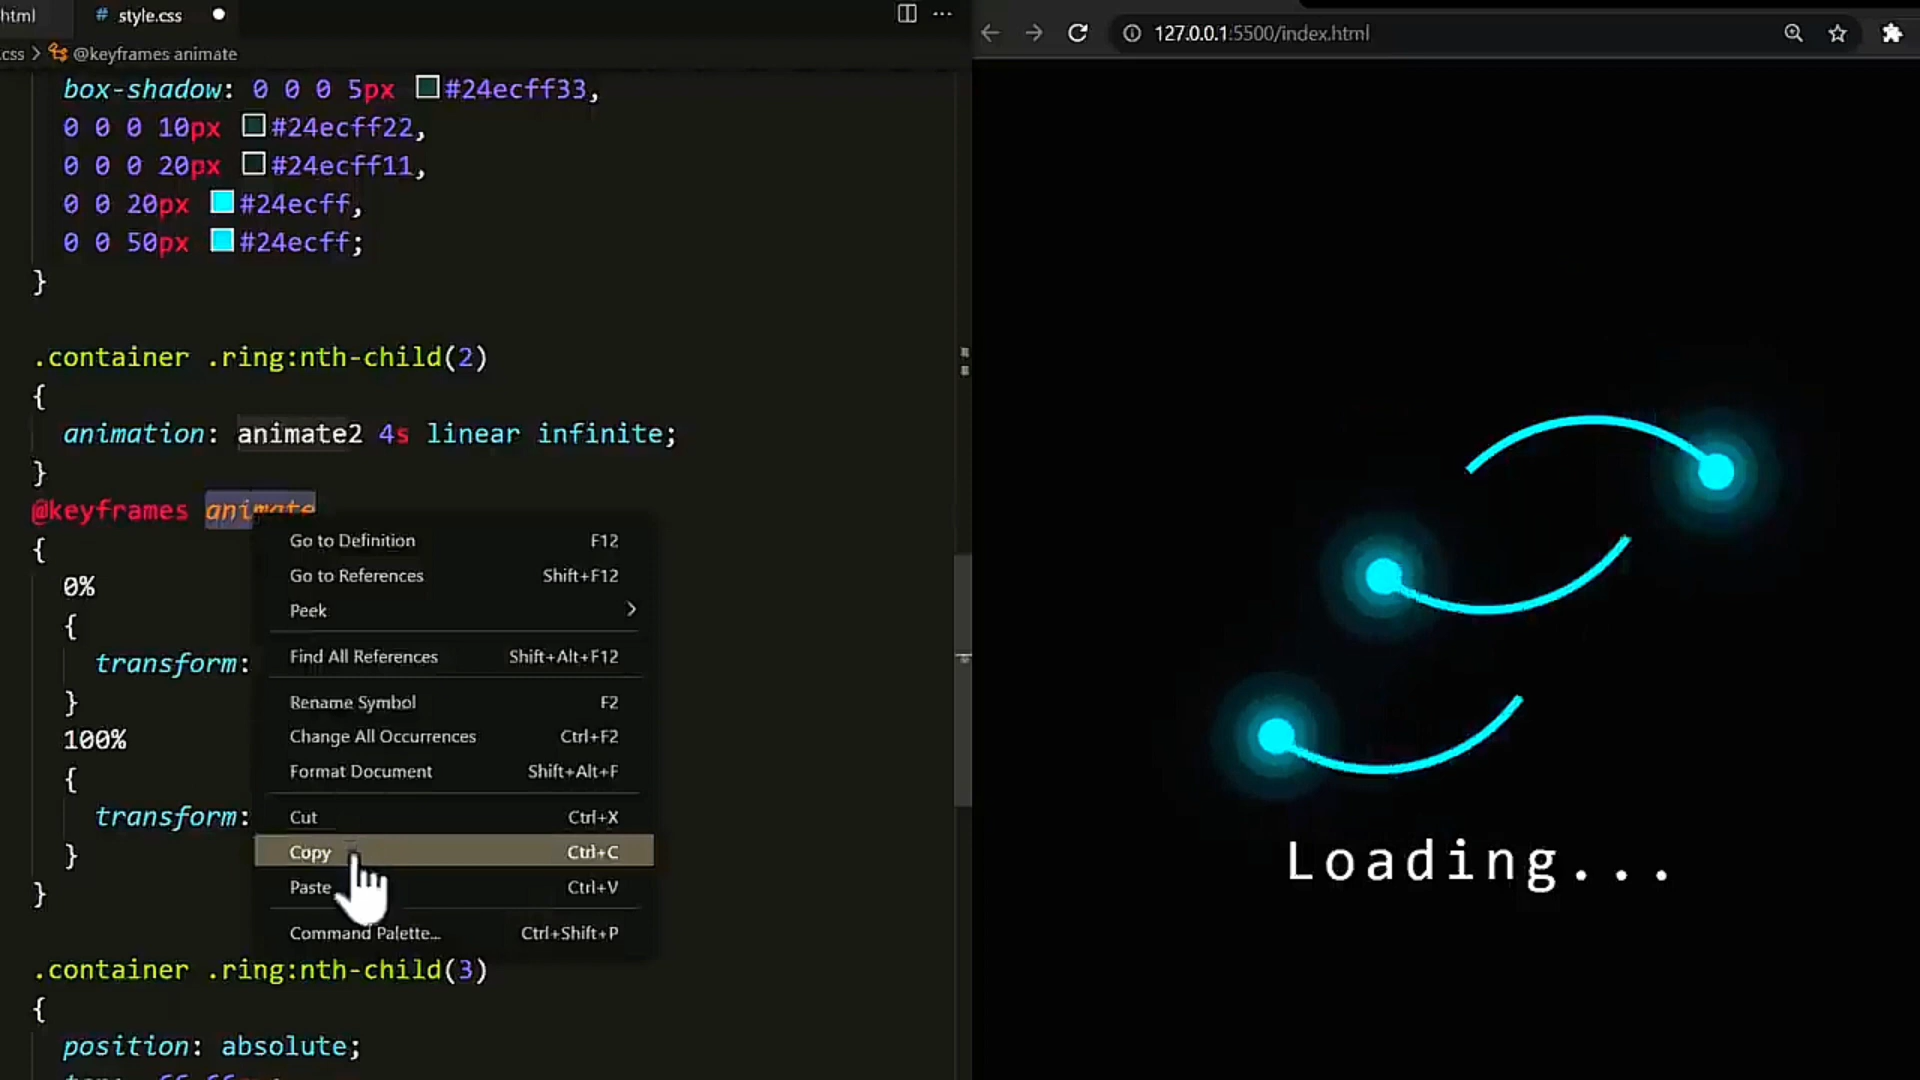 html
# style.css
127.0.0.1:5500/index.html
.css > @keyframes animate
box-shadow: 0 0 0 5px #24ecff33,
0 0 0 10px #24ecff22,
0 0 0 20px #24ecff11,
0 0 20px #24ecff,
0 0 50px #24ecff;
}
.container .ring:nth-child(2)
{
animation: animate2 4s linear infinite;
}
@keyframes animate
{
0%
{
transform:
}
100%
{
transform:
}
}
Go to Definition F12
Go to References Shift+F12
Peek >
Find All References Shift+Alt+F12
Rename Symbol F2
Change All Occurrences Ctrl+F2
Format Document Shift+Alt+F
Cut Ctrl+X
Copy Ctrl+C
Paste Ctrl+V
Command Palette... Ctrl+Shift+P
.container .ring:nth-child(3)
{
position: absolute;
Loading...